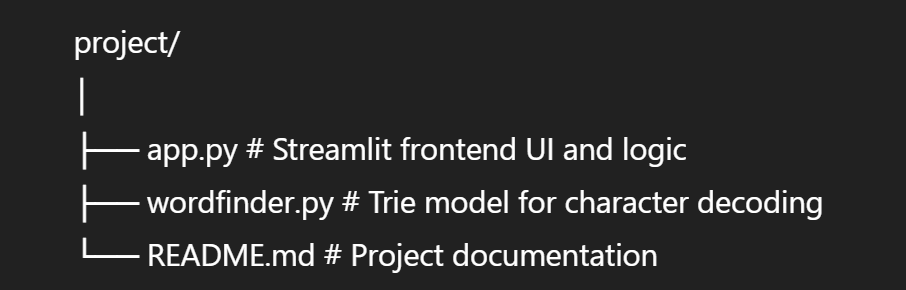 project/
│
├── app.py # Streamlit frontend UI and logic
├── wordfinder.py # Trie model for character decoding
└── README.md # Project documentation